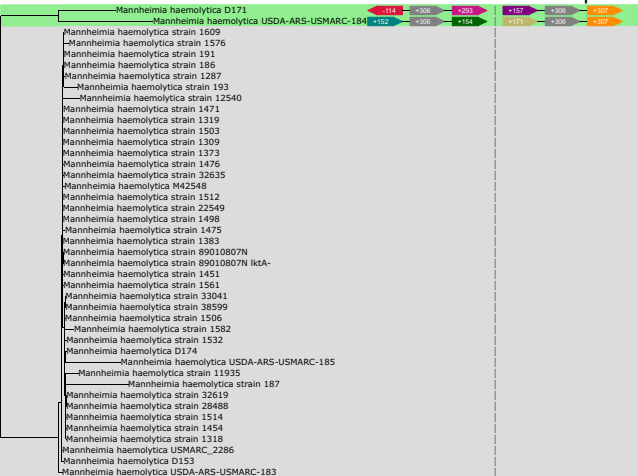 Mannheimia haemolytica D171 -114 +306 +293 +157 +306 +307
Mannheimia haemolytica USDA-ARS-USMARC-184 +152 +306 +154 +171 +306 +307
Mannheimia haemolytica strain 1609
Mannheimia haemolytica strain 1576
Mannheimia haemolytica strain 191
Mannheimia haemolytica strain 186
Mannheimia haemolytica strain 1287
Mannheimia haemolytica strain 193
Mannheimia haemolytica strain 12540
Mannheimia haemolytica strain 1471
Mannheimia haemolytica strain 1319
Mannheimia haemolytica strain 1503
Mannheimia haemolytica strain 1309
Mannheimia haemolytica strain 1373
Mannheimia haemolytica strain 1476
Mannheimia haemolytica strain 32635
Mannheimia haemolytica M42548
Mannheimia haemolytica strain 1512
Mannheimia haemolytica strain 22549
Mannheimia haemolytica strain 1498
Mannheimia haemolytica strain 1475
Mannheimia haemolytica strain 1383
Mannheimia haemolytica strain 89010807N
Mannheimia haemolytica strain 89010807N lktA-
Mannheimia haemolytica strain 1451
Mannheimia haemolytica strain 1561
Mannheimia haemolytica strain 33041
Mannheimia haemolytica strain 38599
Mannheimia haemolytica strain 1506
Mannheimia haemolytica strain 1582
Mannheimia haemolytica strain 1532
Mannheimia haemolytica D174
Mannheimia haemolytica USDA-ARS-USMARC-185
Mannheimia haemolytica strain 11935
Mannheimia haemolytica strain 187
Mannheimia haemolytica strain 32619
Mannheimia haemolytica strain 28488
Mannheimia haemolytica strain 1514
Mannheimia haemolytica strain 1454
Mannheimia haemolytica strain 1318
Mannheimia haemolytica USMARC_2286
Mannheimia haemolytica D153
Mannheimia haemolytica USDA-ARS-USMARC-183